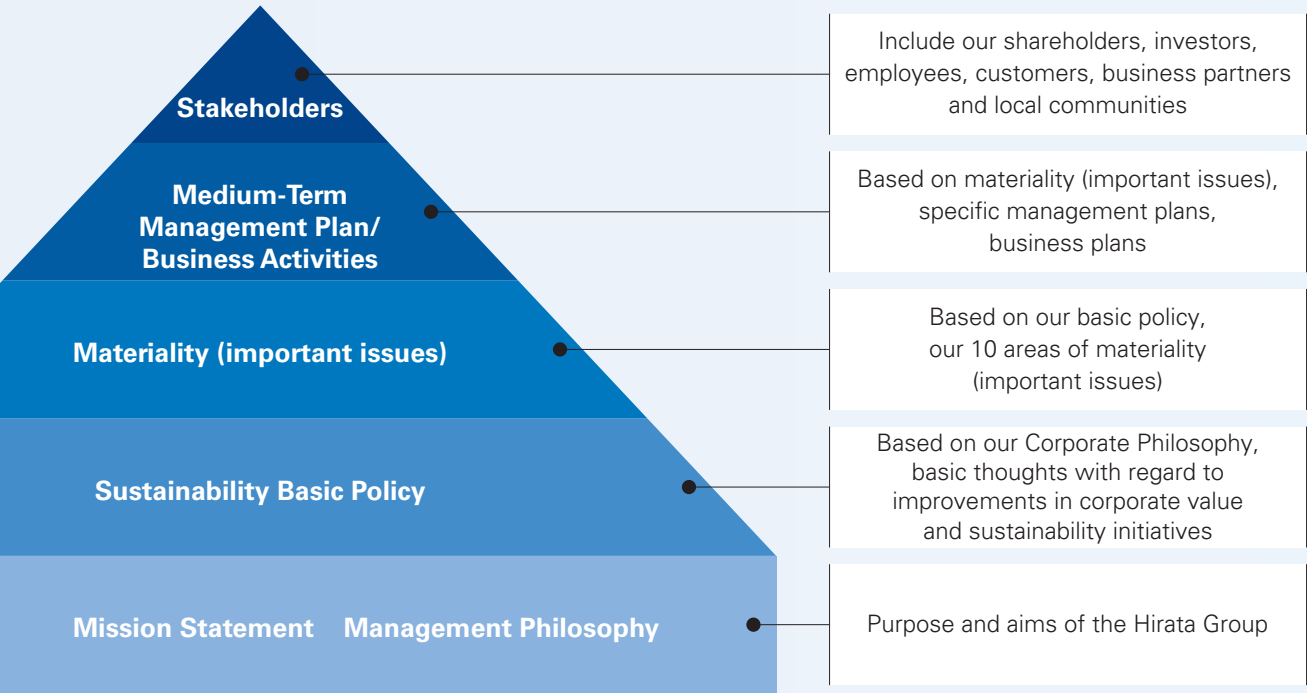 Stakeholders
Include our shareholders, investors,
employees, customers, business partners
and local communities
Medium-Term
Management Plan/
Business Activities
Based on materiality (important issues),
specific management plans,
business plans
Materiality (important issues)
Based on our basic policy,
our 10 areas of materiality
(important issues)
Sustainability Basic Policy
Based on our Corporate Philosophy,
basic thoughts with regard to
improvements in corporate value
and sustainability initiatives
Mission Statement Management Philosophy
Purpose and aims of the Hirata Group